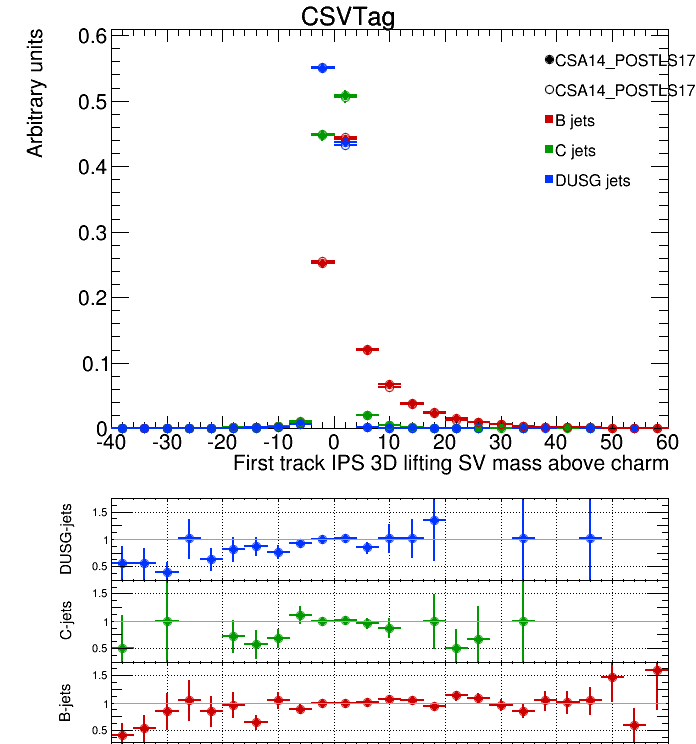 CSVTag
Arbitrary units
0.6
0.5
0.4
0.3
0.2
0.1
0
CSA14_POSTLS17
CSA14_POSTLS17
B jets
C jets
DUSG jets
-40 -30 -20 -10 0 10 20 30 40 50 60
First track IPS 3D lifting SV mass above charm
DUSG-jets
1.5
1
0.5
C-jets
1.5
1
0.5
B-jets
1.5
1
0.5